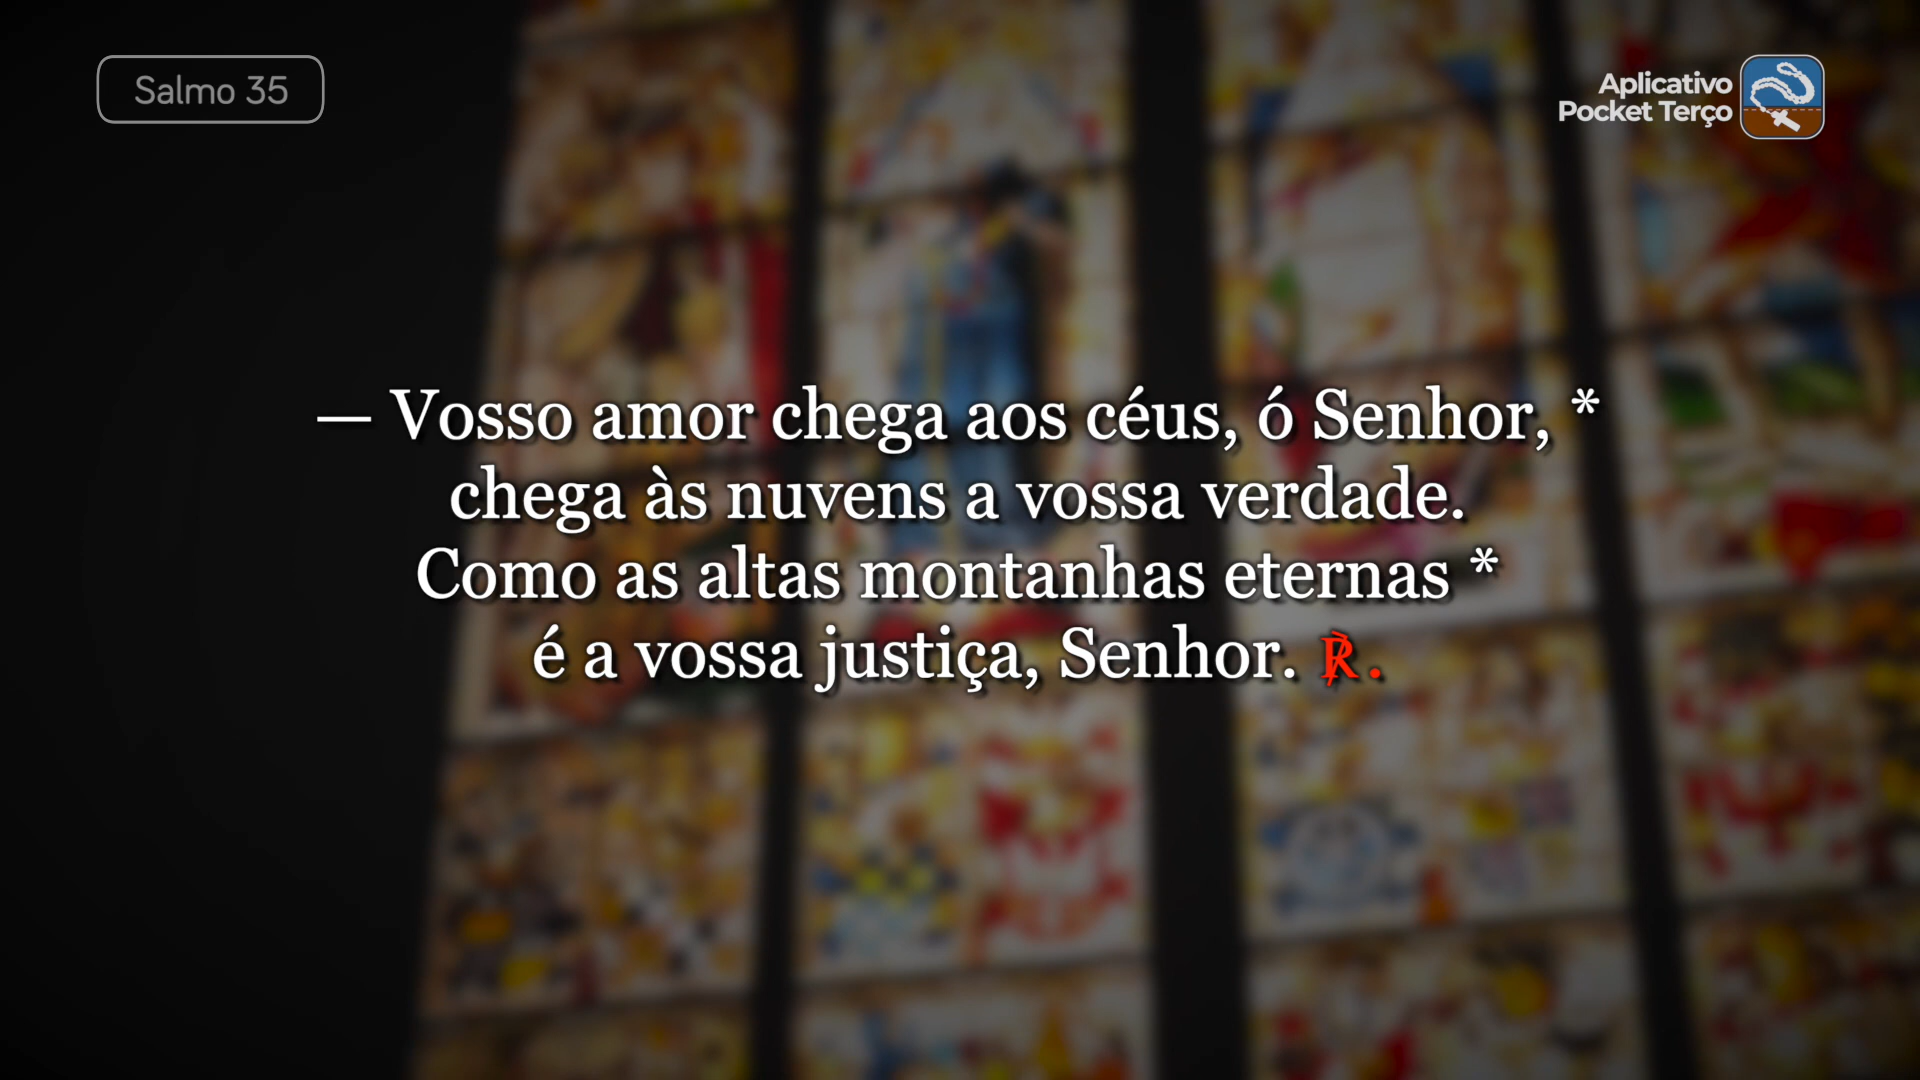 Salmo 35
Aplicativo
Pocket Terço
— Vosso amor chega aos céus, ó Senhor, *
chega às nuvens a vossa verdade.
Como as altas montanhas eternas *
é a vossa justiça, Senhor. ℟.